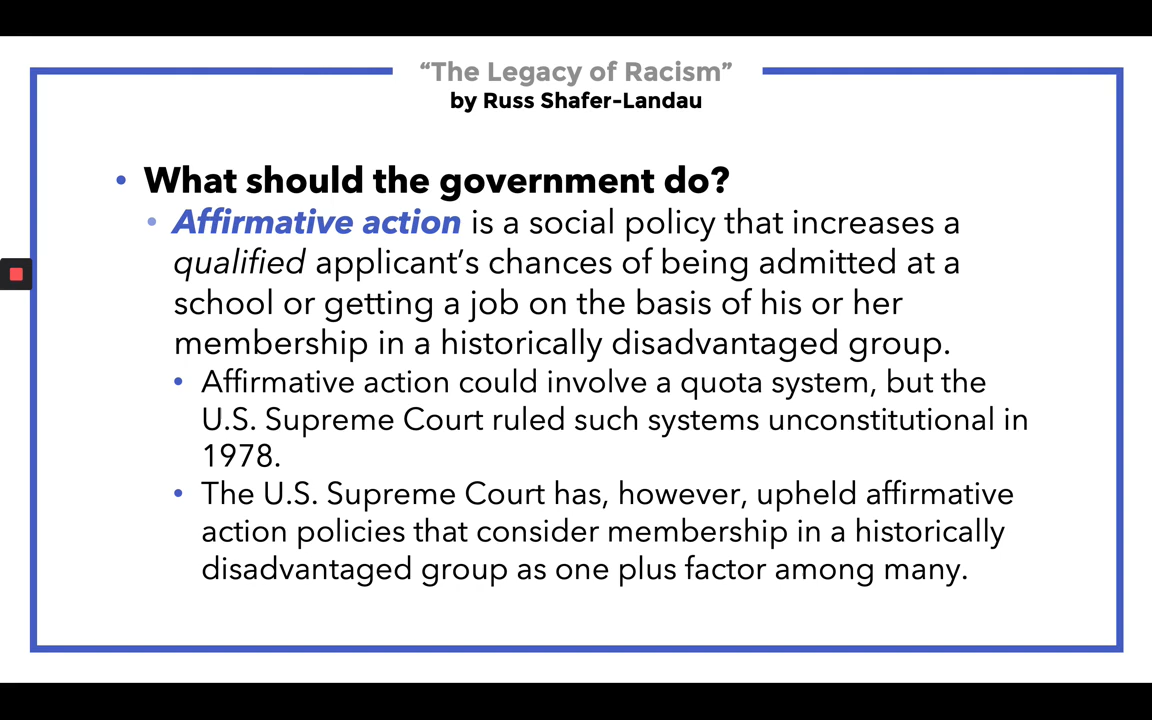 “The Legacy of Racism”
by Russ Shafer-Landau
• What should the government do?
• Affirmative action is a social policy that increases a
qualified applicant’s chances of being admitted at a
school or getting a job on the basis of his or her
membership in a historically disadvantaged group.
• Affirmative action could involve a quota system, but the
U.S. Supreme Court ruled such systems unconstitutional in
1978.
• The U.S. Supreme Court has, however, upheld affirmative
action policies that consider membership in a historically
disadvantaged group as one plus factor among many.